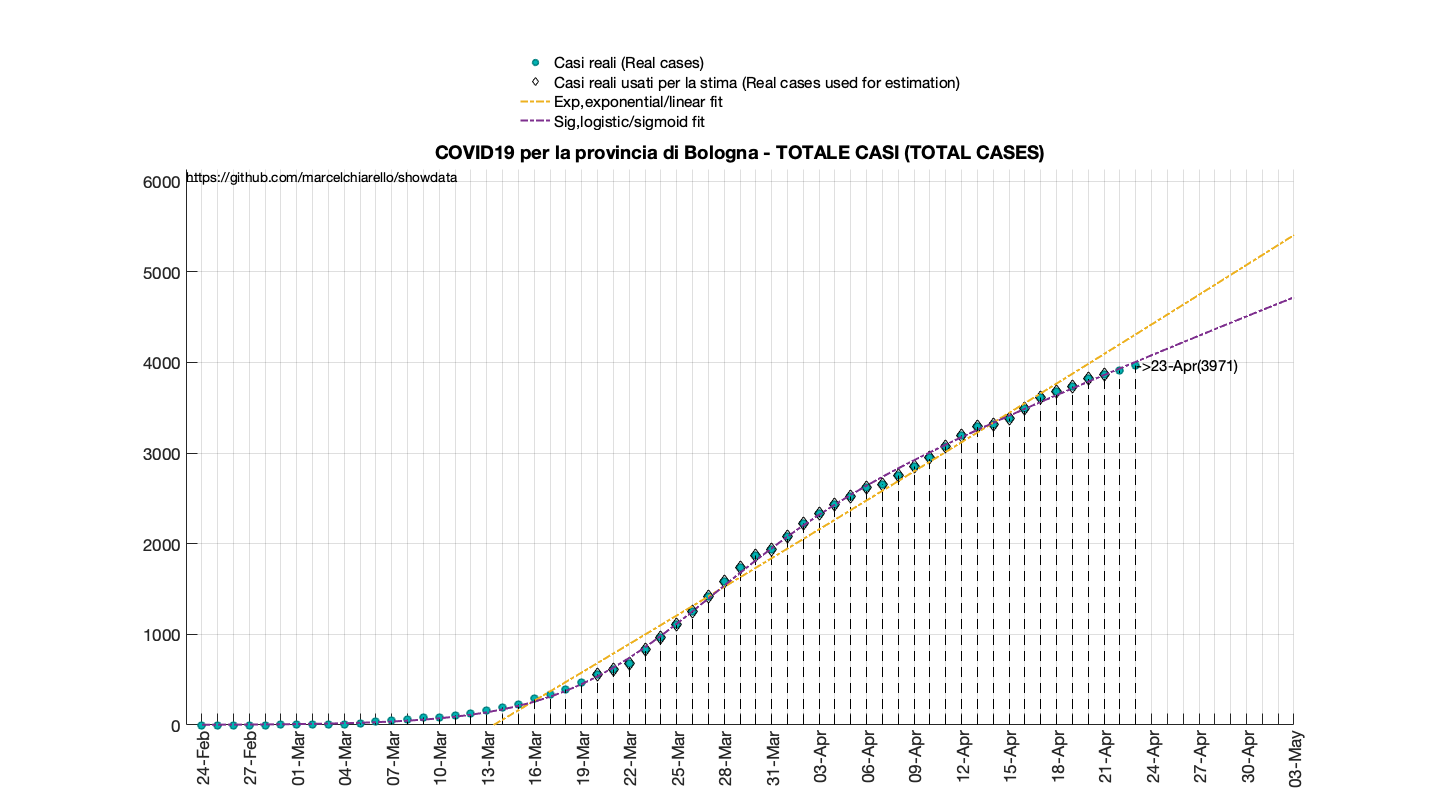 Casi reali (Real cases)
Casi reali usati per la stima (Real cases used for estimation)
Exp,exponential/linear fit
Sig,logistic/sigmoid fit
COVID19 per la provincia di Bologna - TOTALE CASI (TOTAL CASES)
https://github.com/marcelchiarello/showdata
6000
5000
4000
3000
2000
1000
0
->23-Apr(3971)
24-Feb
27-Feb
01-Mar
04-Mar
07-Mar
10-Mar
13-Mar
16-Mar
19-Mar
22-Mar
25-Mar
28-Mar
31-Mar
03-Apr
06-Apr
09-Apr
12-Apr
15-Apr
18-Apr
21-Apr
24-Apr
27-Apr
30-Apr
03-May